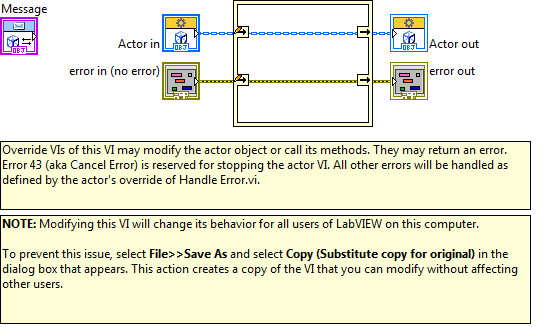 Message
OBJ
Actor in
OBJ
OBJ
Actor out
error in (no error)
error out
Override VIs of this VI may modify the actor object or call its methods. They may return an error.
Error 43 (aka Cancel Error) is reserved for stopping the actor VI. All other errors will be handled as
defined by the actor's override of Handle Error.vi.
NOTE: Modifying this VI will change its behavior for all users of LabVIEW on this computer.
To prevent this issue, select File>>Save As and select Copy (Substitute copy for original) in the
dialog box that appears. This action creates a copy of the VI that you can modify without affecting
other users.